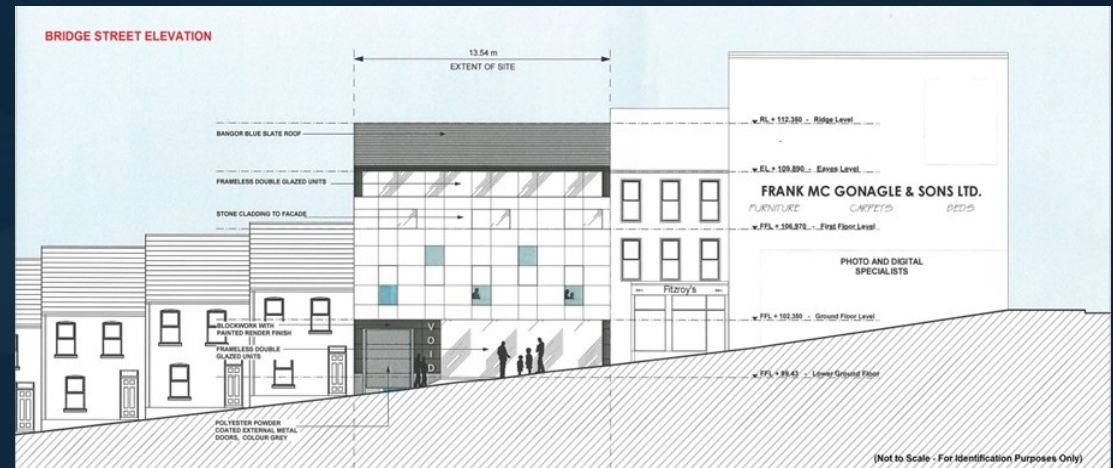 BRIDGE STREET ELEVATION
13.54 m
EXTENT OF SITE
BANGOR BLUE SLATE ROOF
FRAMELESS DOUBLE GLAZED UNITS
STONE CLADDING TO FACADE
BLOCKWORK WITH
PAINTED RENDER FINISH
FRAMELESS DOUBLE
GLAZED UNITS
POLYESTER POWDER
COATED EXTERNAL METAL
DOORS, COLOUR GREY
VOID
Fitzroy's
RL + 112.350 - Ridge Level
EL + 109.890 - Eaves Level
FRANK MC GONAGLE & SONS LTD.
FURNITURE CARPETS BEDS
FFL + 106.970 - First Floor Level
PHOTO AND DIGITAL
SPECIALISTS
FFL + 102.350 - Ground Floor Level
FFL + 99.43 - Lower Ground Floor
(Not to Scale - For Identification Purposes Only)